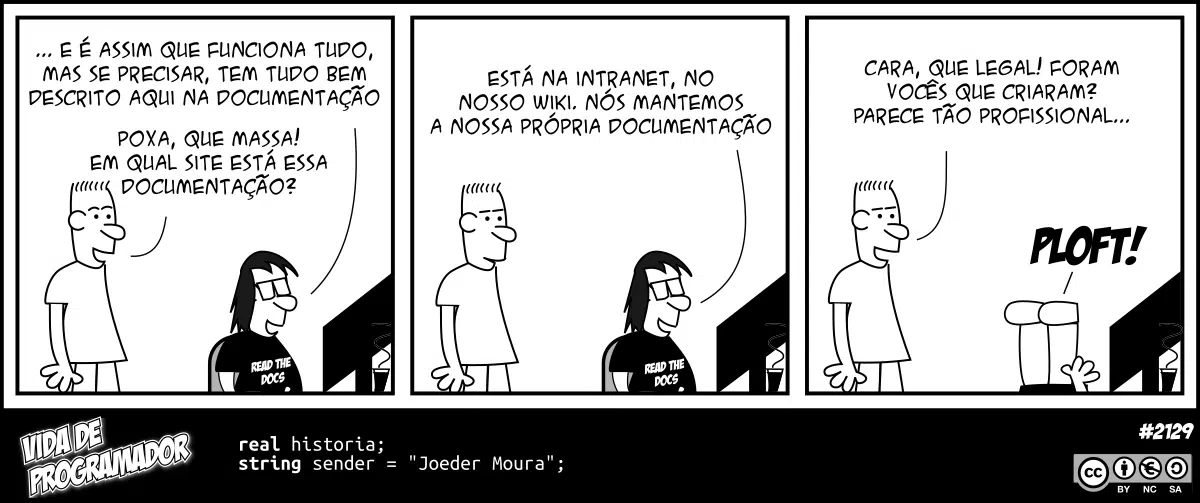 ... E É ASSIM QUE FUNCIONA TUDO,
MAS SE PRECISAR, TEM TUDO BEM
DESCRITO AQUI NA DOCUMENTAÇÃO
POXA, QUE MASSA!
EM QUAL SITE ESTÁ ESSA
DOCUMENTAÇÃO?
READ THE
DOCS
ESTÁ NA INTRANET, NO
NOSSO WIKI. NÓS MANTEMOS
A NOSSA PRÓPRIA DOCUMENTAÇÃO
READ THE
DOCS
CARA, QUE LEGAL! FORAM
VOCÊS QUE CRIARAM?
PARECE TÃO PROFISSIONAL...
PLOFT!
VIDA DE
PROGRAMADOR
real historia;
string sender = "Joeder Moura";
#2129
cc
BY NC SA